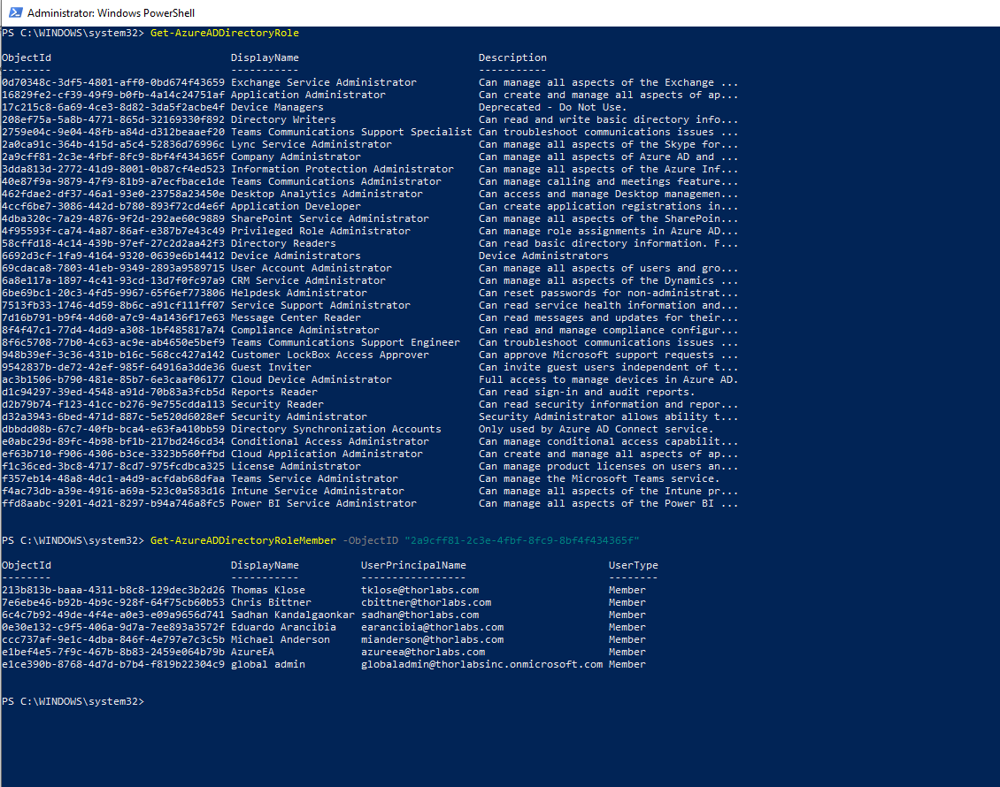 Administrator: Windows PowerShell
PS C:\WINDOWS\system32> Get-AzureADDirectoryRole
ObjectId DisplayName Description
-------- ----------- -----------
0d70348c-3df5-4801-aff0-0bd674f43659 Exchange Service Administrator Can manage all aspects of the Exchange ...
16829fe2-cf39-49f9-b0fb-4a14c24751af Application Administrator Can create and manage all aspects of ap...
17c215c8-6a69-4ce3-8d82-3da5f2acbe4f Device Managers Deprecated - Do Not Use.
208ef75a-5a8b-4771-865d-32169330f892 Directory Writers Can read and write basic directory info...
2759e04c-9e04-48fb-a84d-d312beaaef20 Teams Communications Support Specialist Can troubleshoot communications issues ...
2a0ca91c-364b-415d-a5c4-52836d76996c Lync Service Administrator Can manage all aspects of the Skype for...
2a9cff81-2c3e-4fbf-8fc9-8bf4f434365f Company Administrator Can manage all aspects of Azure AD and ...
3dda813d-2772-41d9-8001-0b87cf4ed523 Information Protection Administrator Can manage all aspects of the Azure Inf...
40e87f9a-9879-47f9-81b9-a7ecfbace1de Teams Communications Administrator Can manage calling and meetings feature...
462fdae2-df37-46a1-93e0-23758a23450e Desktop Analytics Administrator Can access and manage Desktop managemen...
4ccf6be7-3086-442d-b780-893f72cd4e6f Application Developer Can create application registrations in...
4dba320c-7a29-4876-9f2d-292ae60c9889 SharePoint Service Administrator Can manage all aspects of the SharePoin...
4f95593f-ca74-4a87-86af-e387b7e43c49 Privileged Role Administrator Can manage role assignments in Azure AD...
58cffd18-4c14-439b-97ef-27c2d2aa42f3 Directory Readers Can read basic directory information. F...
6692d3cf-1fa9-4164-9320-0639e6b14412 Device Administrators Device Administrators
69cdaca8-7803-41eb-9349-2893a9589715 User Account Administrator Can manage all aspects of users and gro...
6a8e117a-1897-4c41-93cd-13d7f0fc97a9 CRM Service Administrator Can manage all aspects of the Dynamics ...
6be69bc1-20c3-4fd5-9967-65f6ef773806 Helpdesk Administrator Can reset passwords for non-administrat...
7513fb33-1746-4d59-8b6c-a91cf111ff07 Service Support Administrator Can read service health information and...
7d16b791-b9f4-4d60-a7c9-4a1436f17e63 Message Center Reader Can read messages and updates for their...
8f4f47c1-77d4-4dd9-a308-1bf485817a74 Compliance Administrator Can read and manage compliance configur...
8f6c5708-77b0-4c63-ac9e-ab4650e5bef9 Teams Communications Support Engineer Can troubleshoot communications issues ...
948b39ef-3c36-431b-b16c-568cc427a142 Customer LockBox Access Approver Can approve Microsoft support requests ...
9542837b-de72-42ef-985f-64916a3dde36 Guest Inviter Can invite guest users independent of t...
ac3b1506-b790-481e-85b7-6e3caaf06177 Cloud Device Administrator Full access to manage devices in Azure AD.
d1c94297-39ed-4548-a91d-70b83a3fcb5d Reports Reader Can read sign-in and audit reports.
d2b79b74-f123-41cc-b276-9e755cdda113 Security Reader Can read security information and repor...
d32a3943-6bed-471d-887c-5e520d6028ef Security Administrator Security Administrator allows ability t...
dbbdd08b-67c7-40fb-bca4-e63fa410bb59 Directory Synchronization Accounts Only used by Azure AD Connect service.
e0abc29d-89fc-4b98-bf1b-217bd246cd34 Conditional Access Administrator Can manage conditional access capabilit...
ef63b710-f906-4306-b3ce-3323b560ffbd Cloud Application Administrator Can create and manage all aspects of ap...
f1c36ced-3bc8-4717-8cd7-975fcdbca325 License Administrator Can manage product licenses on users an...
f357eb14-48a8-4dc1-a4d9-acfdab68dfaa Teams Service Administrator Can manage the Microsoft Teams service.
f4ac73db-a39e-4916-a69a-523c0a583d16 Intune Service Administrator Can manage all aspects of the Intune pr...
ffd8aabc-9201-4d21-8297-b94a746a8fc5 Power BI Service Administrator Can manage all aspects of the Power BI ...
PS C:\WINDOWS\system32> Get-AzureADDirectoryRoleMember -ObjectID "2a9cff81-2c3e-4fbf-8fc9-8bf4f434365f"
ObjectId DisplayName UserPrincipalName UserType
-------- ----------- ----------------- --------
213b813b-baaa-4311-b8c8-129dec3b2d26 Thomas Klose tklose@thorlabs.com Member
7e6ebe46-b92b-4b9c-928f-64f75cb60b53 Chris Bittner cbittner@thorlabs.com Member
6c4c7b92-49de-4f4e-a0e3-e09a9656d741 Sadhan Kandalgaonkar sadhan@thorlabs.com Member
0e30e132-c9f5-406a-9d7a-7ee893a3572f Eduardo Arancibia earancibia@thorlabs.com Member
ccc737af-9e1c-4dba-846f-4e797e7c3c5b Michael Anderson mianderson@thorlabs.com Member
e1bef4e5-7f9c-467b-8b83-2459e064b79b AzureEA azureea@thorlabs.com Member
e1ce390b-8768-4d7d-b7b4-f819b22304c9 global admin globaladmin@thorlabsinc.onmicrosoft.com Member
PS C:\WINDOWS\system32>